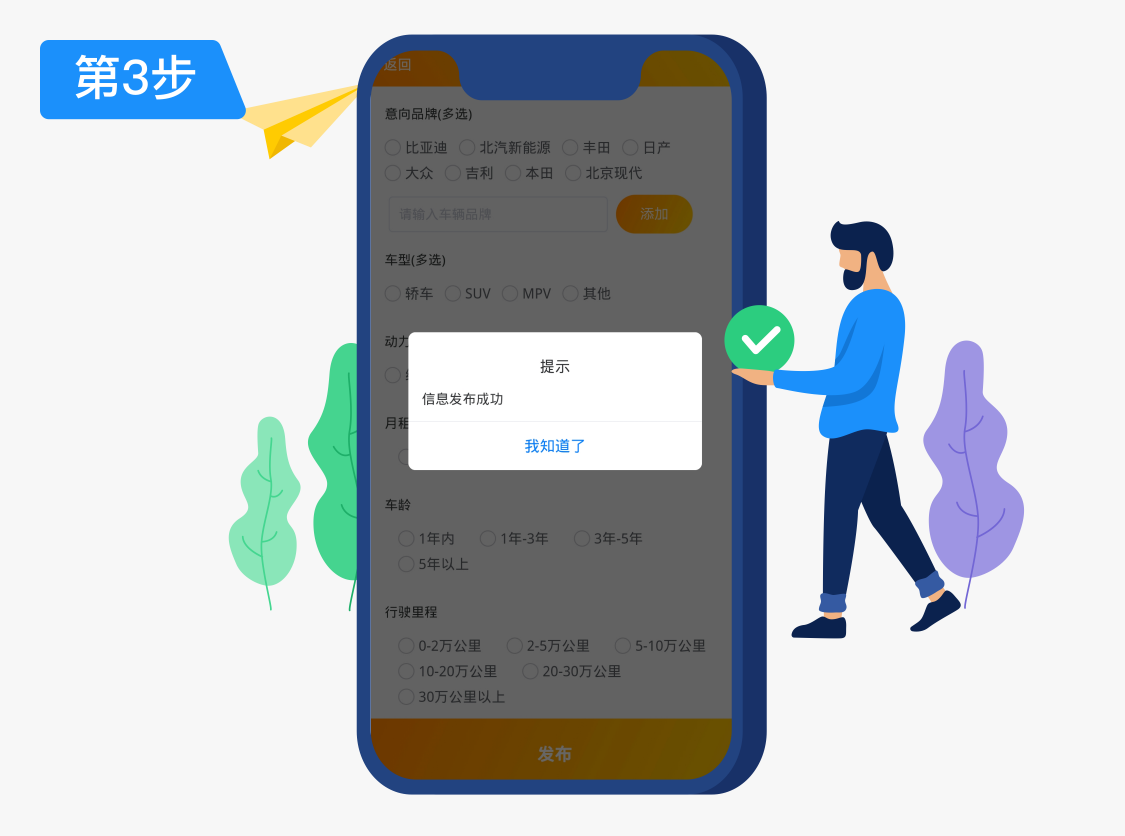 第3步
返回
意向品牌(多选)
比亚迪 北汽新能源 丰田 日产
大众 吉利 本田 北京现代
请输入车辆品牌 添加
车型(多选)
轿车 SUV MPV 其他
动力
提示
信息发布成功
月租
我知道了
车龄
1年内 1年-3年 3年-5年
5年以上
行驶里程
0-2万公里 2-5万公里 5-10万公里
10-20万公里 20-30万公里
30万公里以上
发布